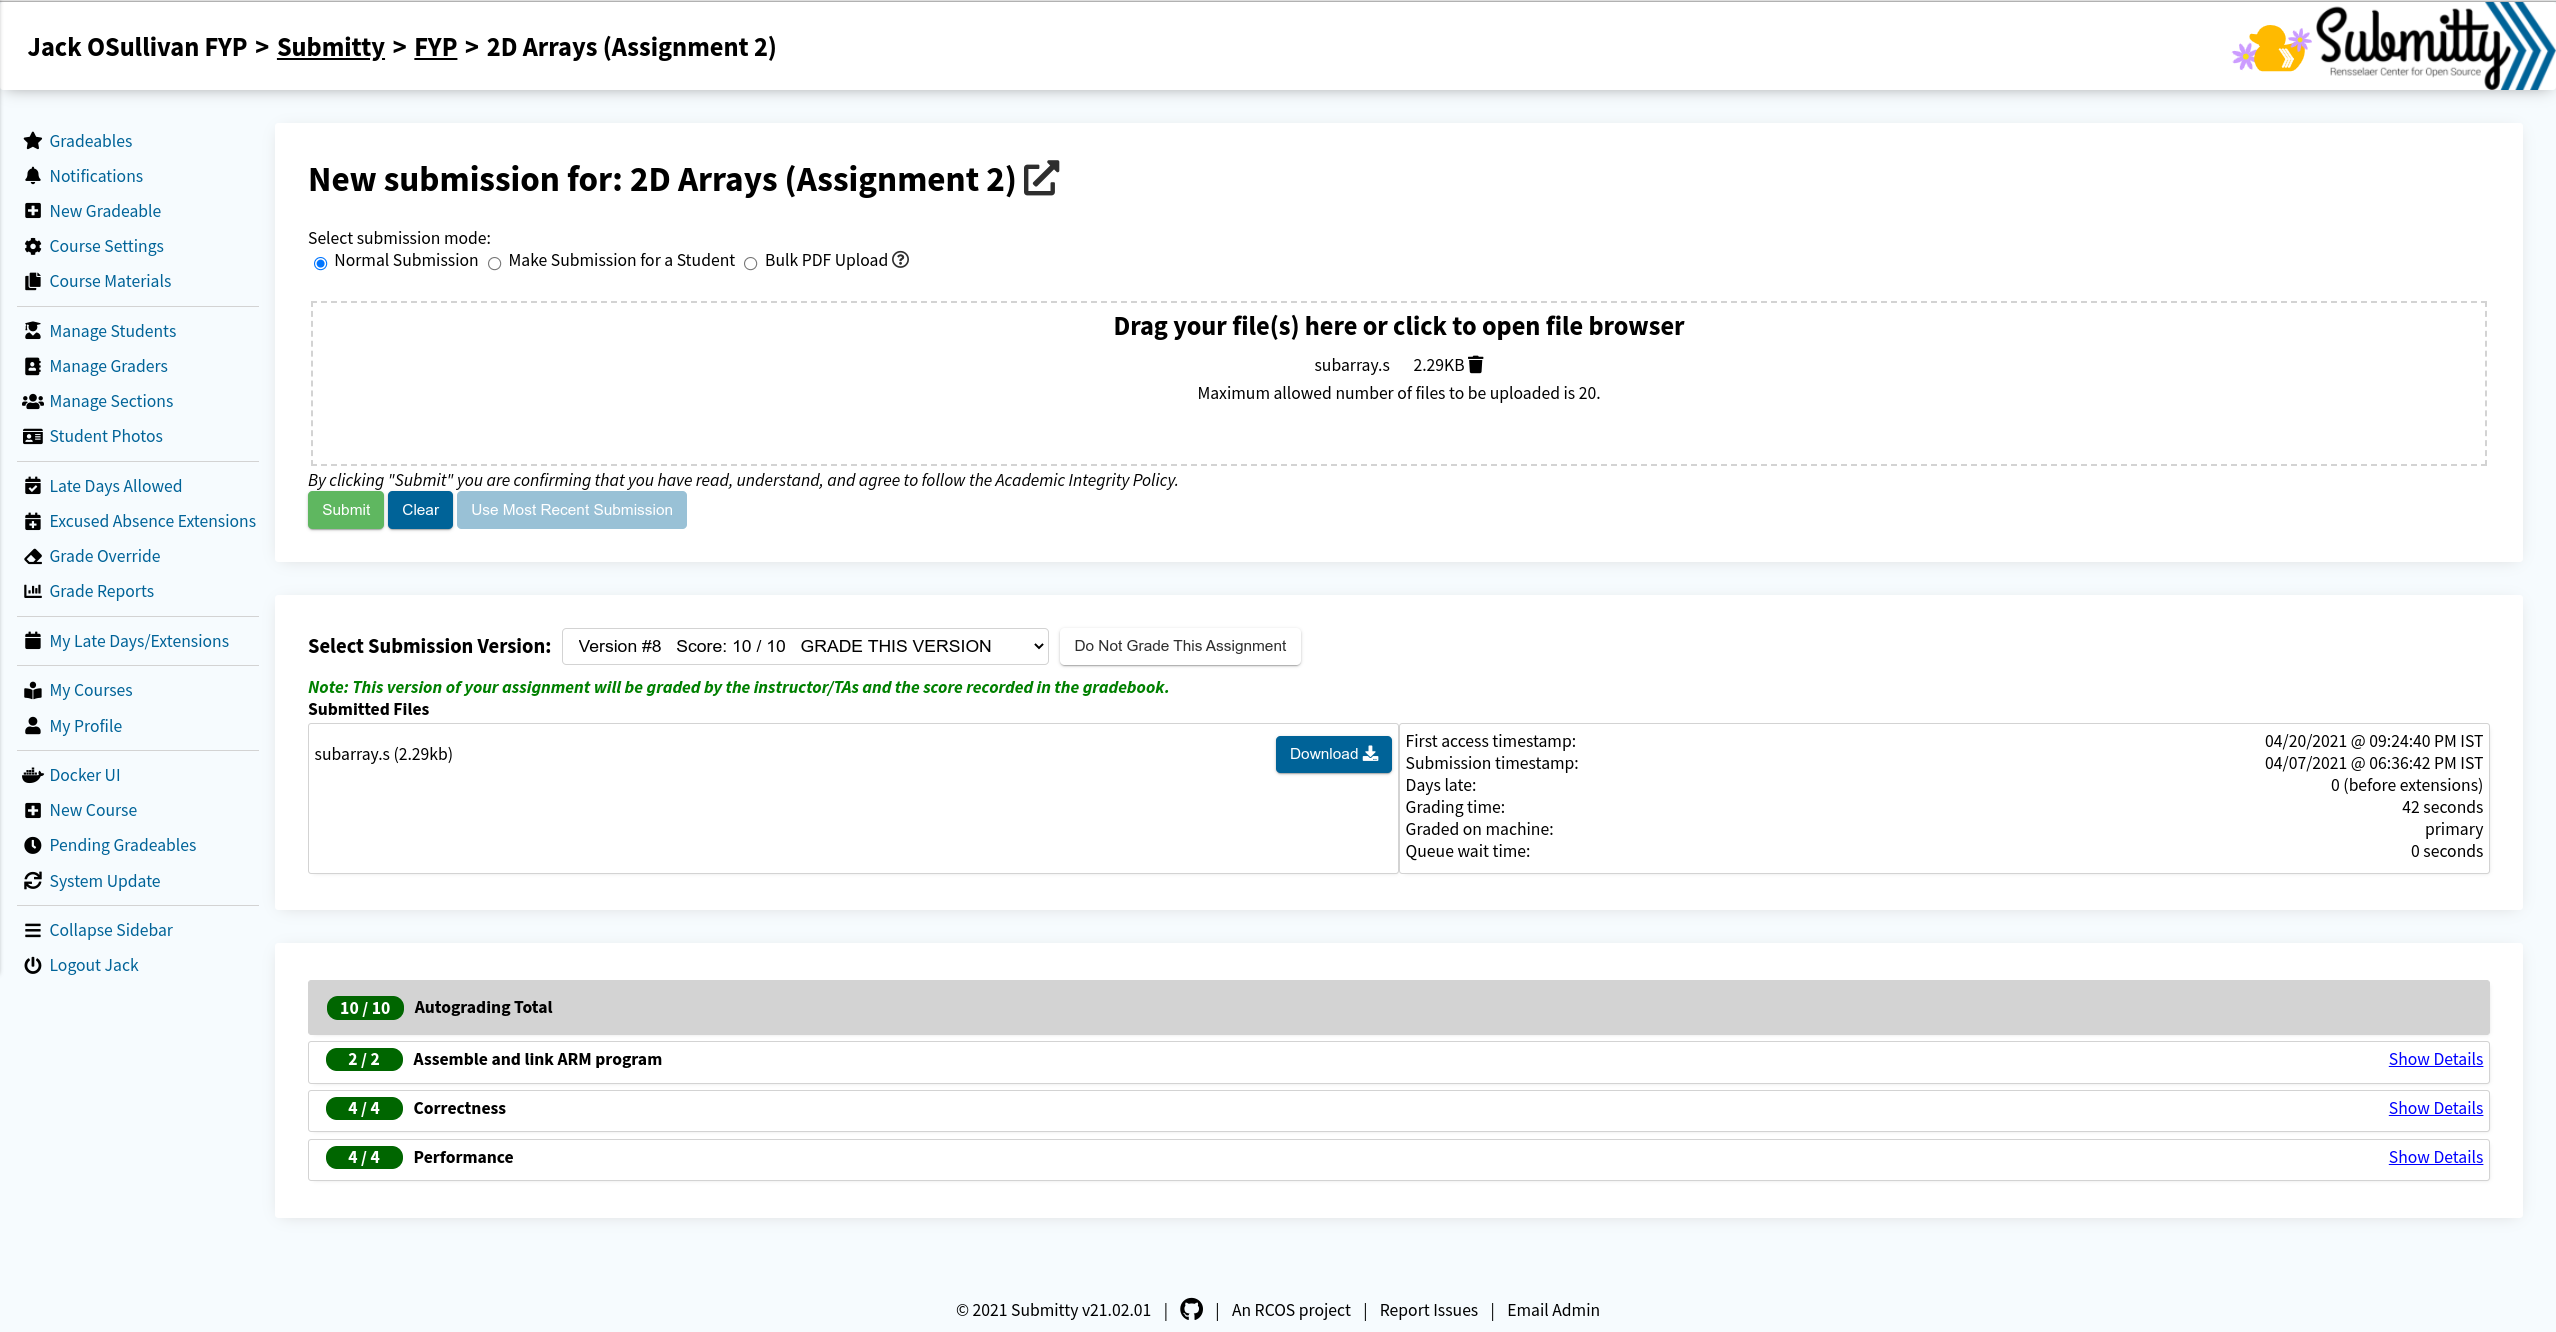 Jack OSullivan FYP > Submitty > FYP > 2D Arrays (Assignment 2)
Submitty
Rensselaer Center for Open Source
Gradeables
Notifications
New Gradeable
Course Settings
Course Materials
Manage Students
Manage Graders
Manage Sections
Student Photos
Late Days Allowed
Excused Absence Extensions
Grade Override
Grade Reports
My Late Days/Extensions
My Courses
My Profile
Docker UI
New Course
Pending Gradeables
System Update
Collapse Sidebar
Logout Jack
New submission for: 2D Arrays (Assignment 2)
Select submission mode:
Normal Submission Make Submission for a Student Bulk PDF Upload
Drag your file(s) here or click to open file browser
subarray.s 2.29KB
Maximum allowed number of files to be uploaded is 20.
By clicking "Submit" you are confirming that you have read, understand, and agree to follow the Academic Integrity Policy.
Submit Clear Use Most Recent Submission
Select Submission Version: Version #8 Score: 10 / 10 GRADE THIS VERSION Do Not Grade This Assignment
Note: This version of your assignment will be graded by the instructor/TAs and the score recorded in the gradebook.
Submitted Files
subarray.s (2.29kb) Download
First access timestamp: 04/20/2021 @ 09:24:40 PM IST
Submission timestamp: 04/07/2021 @ 06:36:42 PM IST
Days late: 0 (before extensions)
Grading time: 42 seconds
Graded on machine: primary
Queue wait time: 0 seconds
10 / 10 Autograding Total
2 / 2 Assemble and link ARM program Show Details
4 / 4 Correctness Show Details
4 / 4 Performance Show Details
© 2021 Submitty v21.02.01 | | An RCOS project | Report Issues | Email Admin